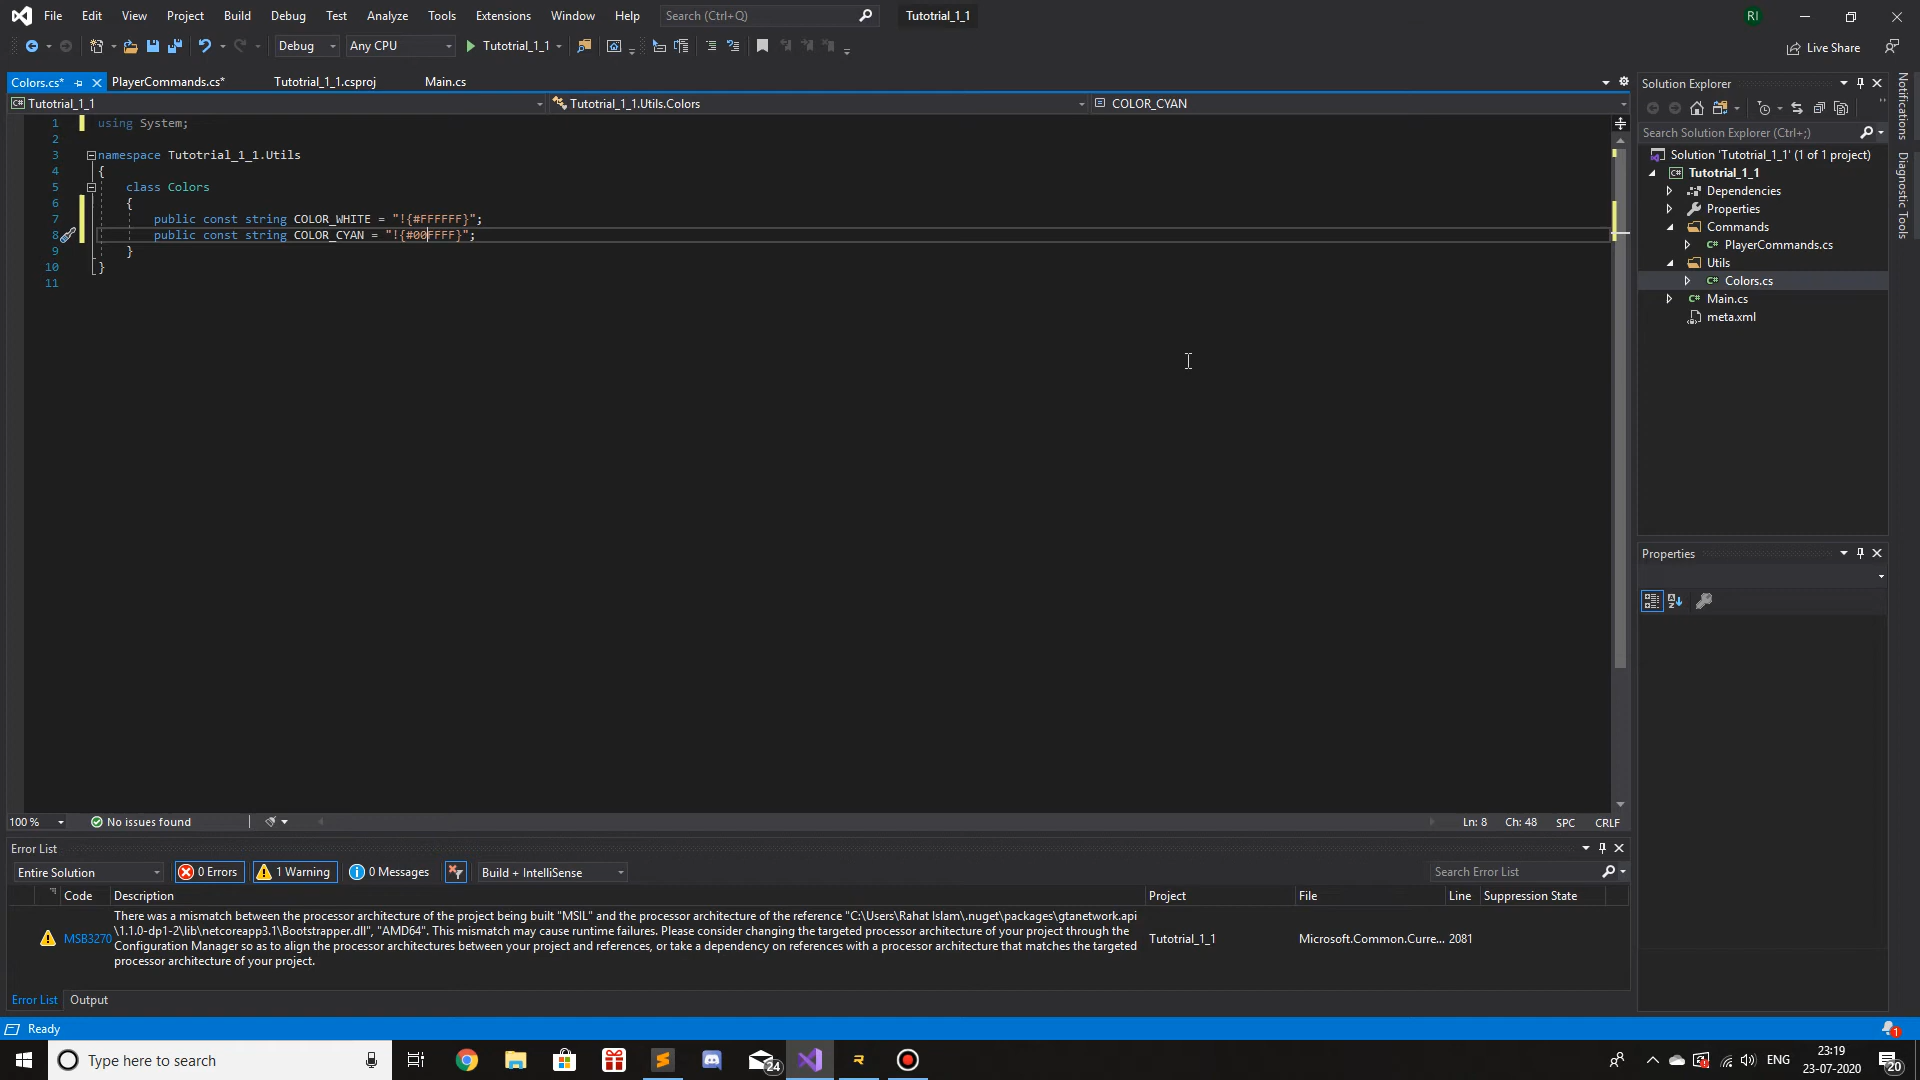 File Edit View Project Build Debug Test Analyze Tools Extensions Window Help Search (Ctrl+Q) Tutotrial_1_1 RI
Debug Any CPU Tutotrial_1_1 Live Share
Colors.cs* PlayerCommands.cs* Tutotrial_1_1.csproj Main.cs
Tutotrial_1_1 Tutotrial_1_1.Utils.Colors COLOR_CYAN
1 using System;
2
3 namespace Tutotrial_1_1.Utils
4 {
5 class Colors
6 {
7 public const string COLOR_WHITE = "!{#FFFFFF}";
8 public const string COLOR_CYAN = "!{#00FFFF}";
9 }
10 }
11
100 % No issues found Ln: 8 Ch: 48 SPC CRLF
Solution Explorer
Search Solution Explorer (Ctrl+;)
Solution 'Tutotrial_1_1' (1 of 1 project)
Tutotrial_1_1
Dependencies
Properties
Commands
PlayerCommands.cs
Utils
Colors.cs
Main.cs
meta.xml
Properties
Notifications
Diagnostic Tools
Error List
Entire Solution 0 Errors 1 Warning 0 Messages Build + IntelliSense Search Error List
Code Description Project File Line Suppression State
MSB3270 There was a mismatch between the processor architecture of the project being built "MSIL" and the processor architecture of the reference "C:\Users\Rahat Islam\.nuget\packages\gtanetwork.api
\1.1.0-dp1-2\lib\netcoreapp3.1\Bootstrapper.dll", "AMD64". This mismatch may cause runtime failures. Please consider changing the targeted processor architecture of your project through the
Configuration Manager so as to align the processor architectures between your project and references, or take a dependency on references with a processor architecture that matches the targeted
processor architecture of your project.
Tutotrial_1_1 Microsoft.Common.Curre... 2081
Error List Output
Ready 1
Type here to search 24 ENG 23:19
23-07-2020 20